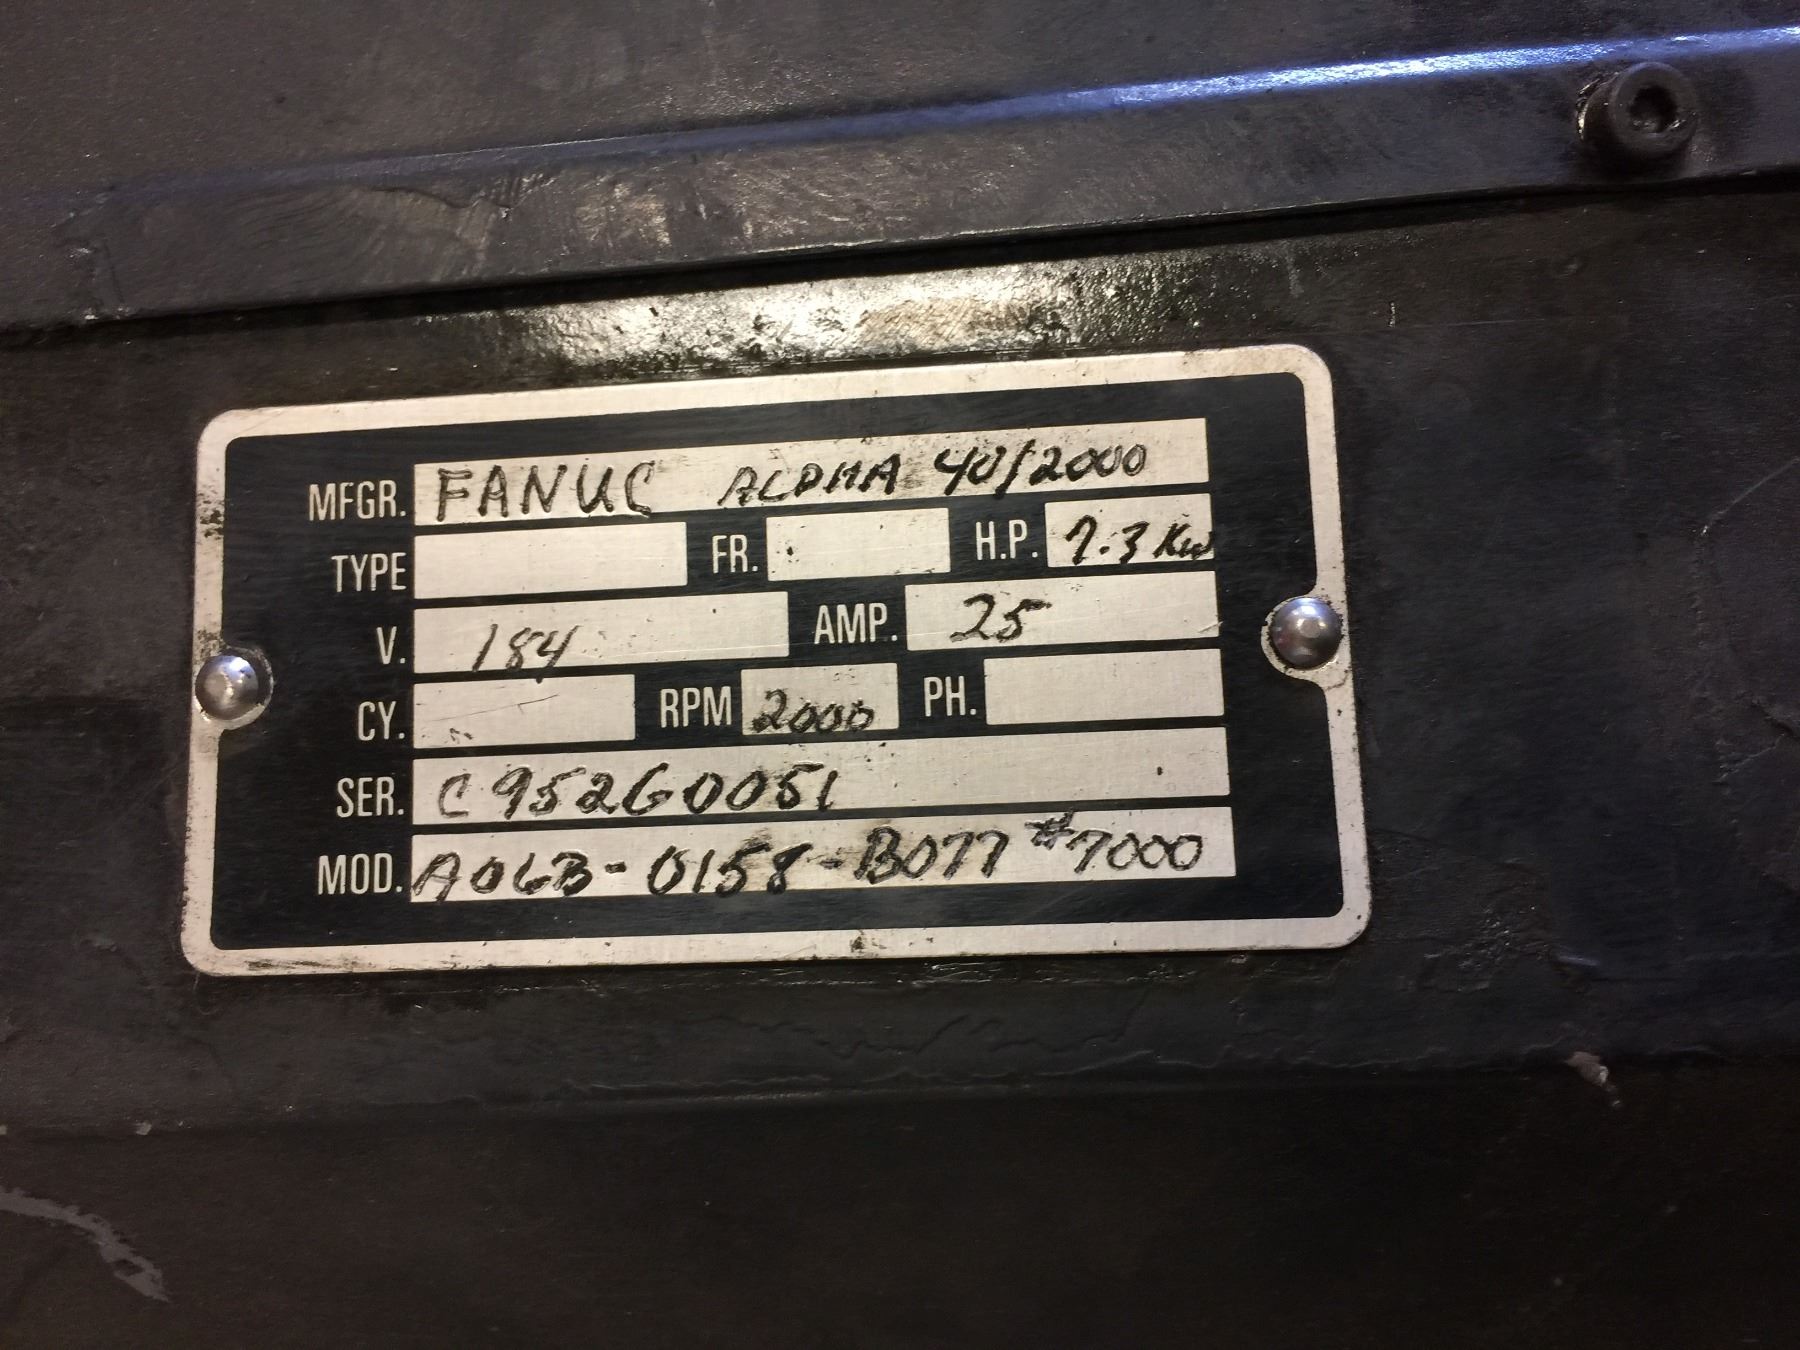 MFGR. FANUC ALPHA 40/2000
TYPE FR. H.P. 7.3 KW
V. 184 AMP. 25
CY. RPM 2000 PH.
SER. C952G0051
MOD. A06B-0158-B077 #7000